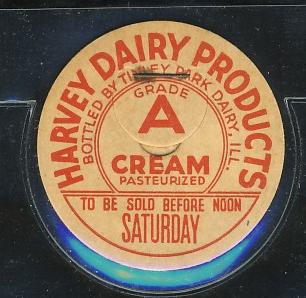 HARVEY DAIRY PRODUCTS
BOTTLED BY TINLEY PARK DAIRY, ILL.
GRADE
A
CREAM
PASTEURIZED
TO BE SOLD BEFORE NOON
SATURDAY